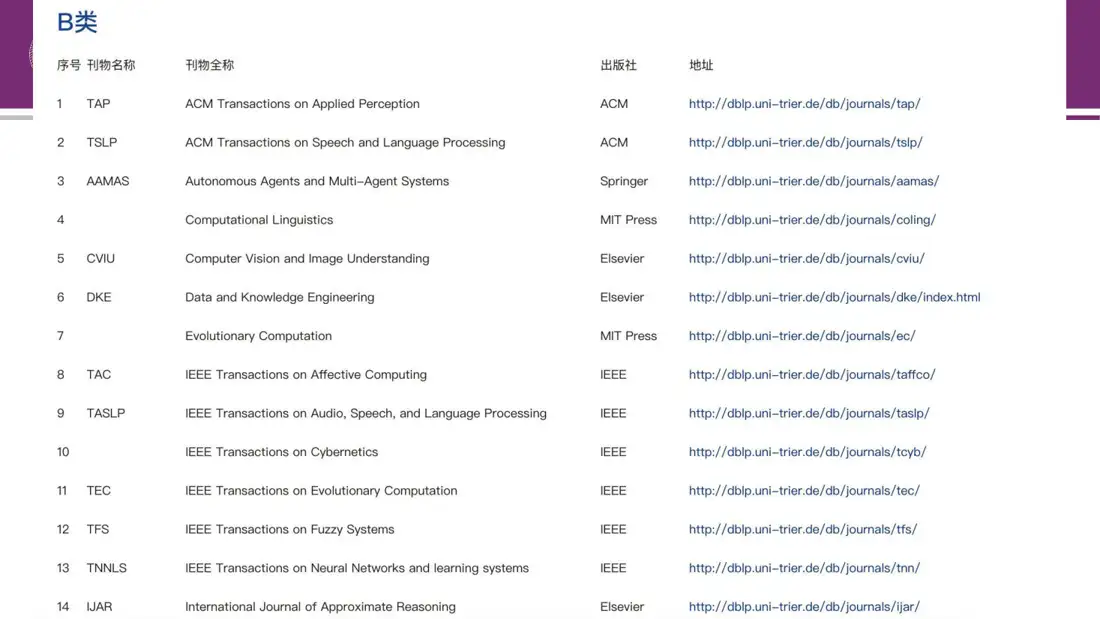 B类
序号 刊物名称 刊物全称 出版社 地址
1 TAP ACM Transactions on Applied Perception ACM http://dblp.uni-trier.de/db/journals/tap/
2 TSLP ACM Transactions on Speech and Language Processing ACM http://dblp.uni-trier.de/db/journals/tslp/
3 AAMAS Autonomous Agents and Multi-Agent Systems Springer http://dblp.uni-trier.de/db/journals/aamas/
4 Computational Linguistics MIT Press http://dblp.uni-trier.de/db/journals/coling/
5 CVIU Computer Vision and Image Understanding Elsevier http://dblp.uni-trier.de/db/journals/cviu/
6 DKE Data and Knowledge Engineering Elsevier http://dblp.uni-trier.de/db/journals/dke/index.html
7 Evolutionary Computation MIT Press http://dblp.uni-trier.de/db/journals/ec/
8 TAC IEEE Transactions on Affective Computing IEEE http://dblp.uni-trier.de/db/journals/taffco/
9 TASLP IEEE Transactions on Audio, Speech, and Language Processing IEEE http://dblp.uni-trier.de/db/journals/taslp/
10 IEEE Transactions on Cybernetics IEEE http://dblp.uni-trier.de/db/journals/tcyb/
11 TEC IEEE Transactions on Evolutionary Computation IEEE http://dblp.uni-trier.de/db/journals/tec/
12 TFS IEEE Transactions on Fuzzy Systems IEEE http://dblp.uni-trier.de/db/journals/tfs/
13 TNNLS IEEE Transactions on Neural Networks and learning systems IEEE http://dblp.uni-trier.de/db/journals/tnn/
14 IJAR International Journal of Approximate Reasoning Elsevier http://dblp.uni-trier.de/db/journals/ijar/